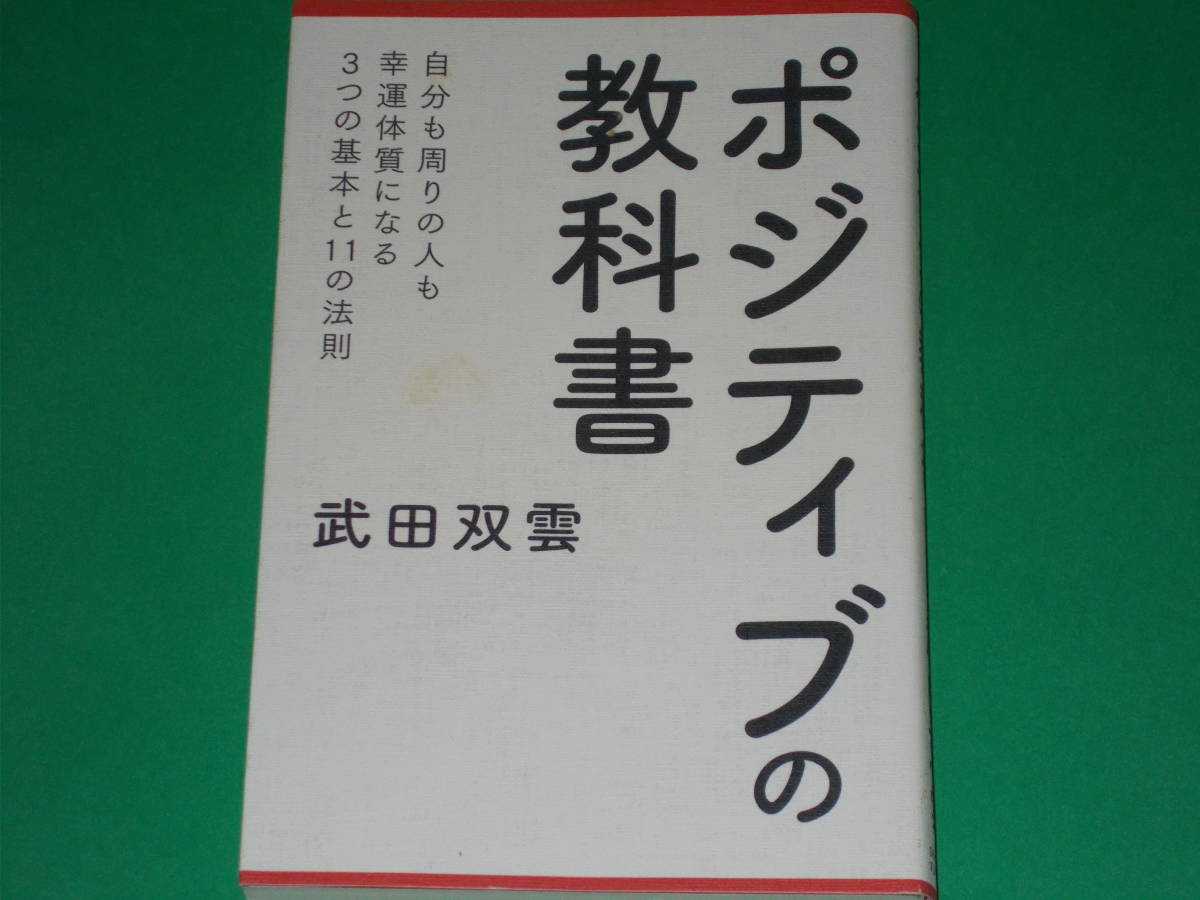 ポジティブの
教科書
自分も周りの人も
幸運体質になる
3つの基本と11の法則
武田双雲